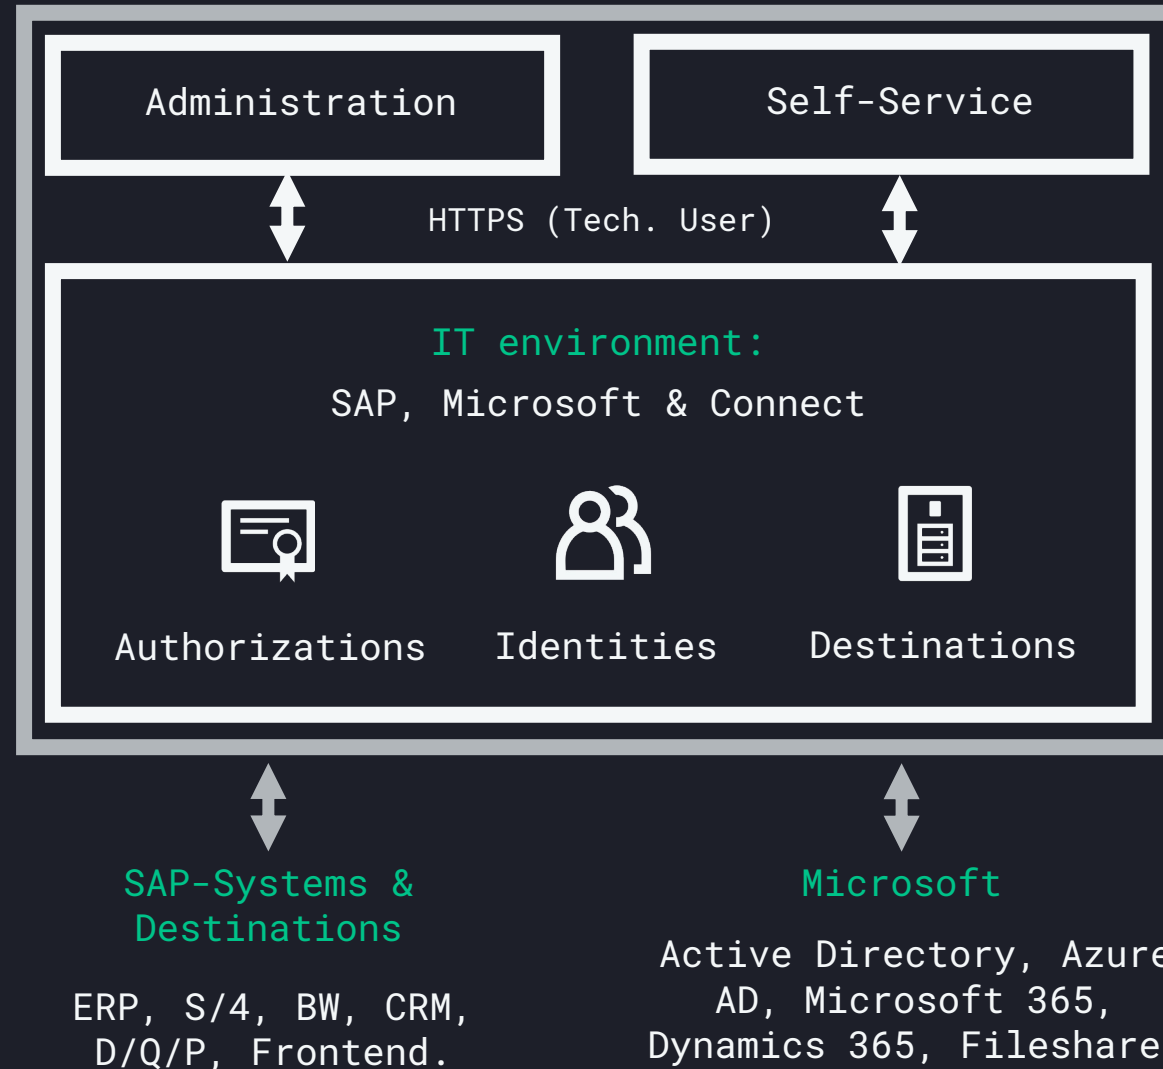 Administration
Self-Service
HTTPS (Tech. User)
IT environment:
SAP, Microsoft & Connect
Authorizations
Identities
Destinations
SAP-Systems &
Destinations
ERP, S/4, BW, CRM,
D/Q/P, Frontend.
Microsoft
Active Directory, Azure
AD, Microsoft 365,
Dynamics 365, Fileshare